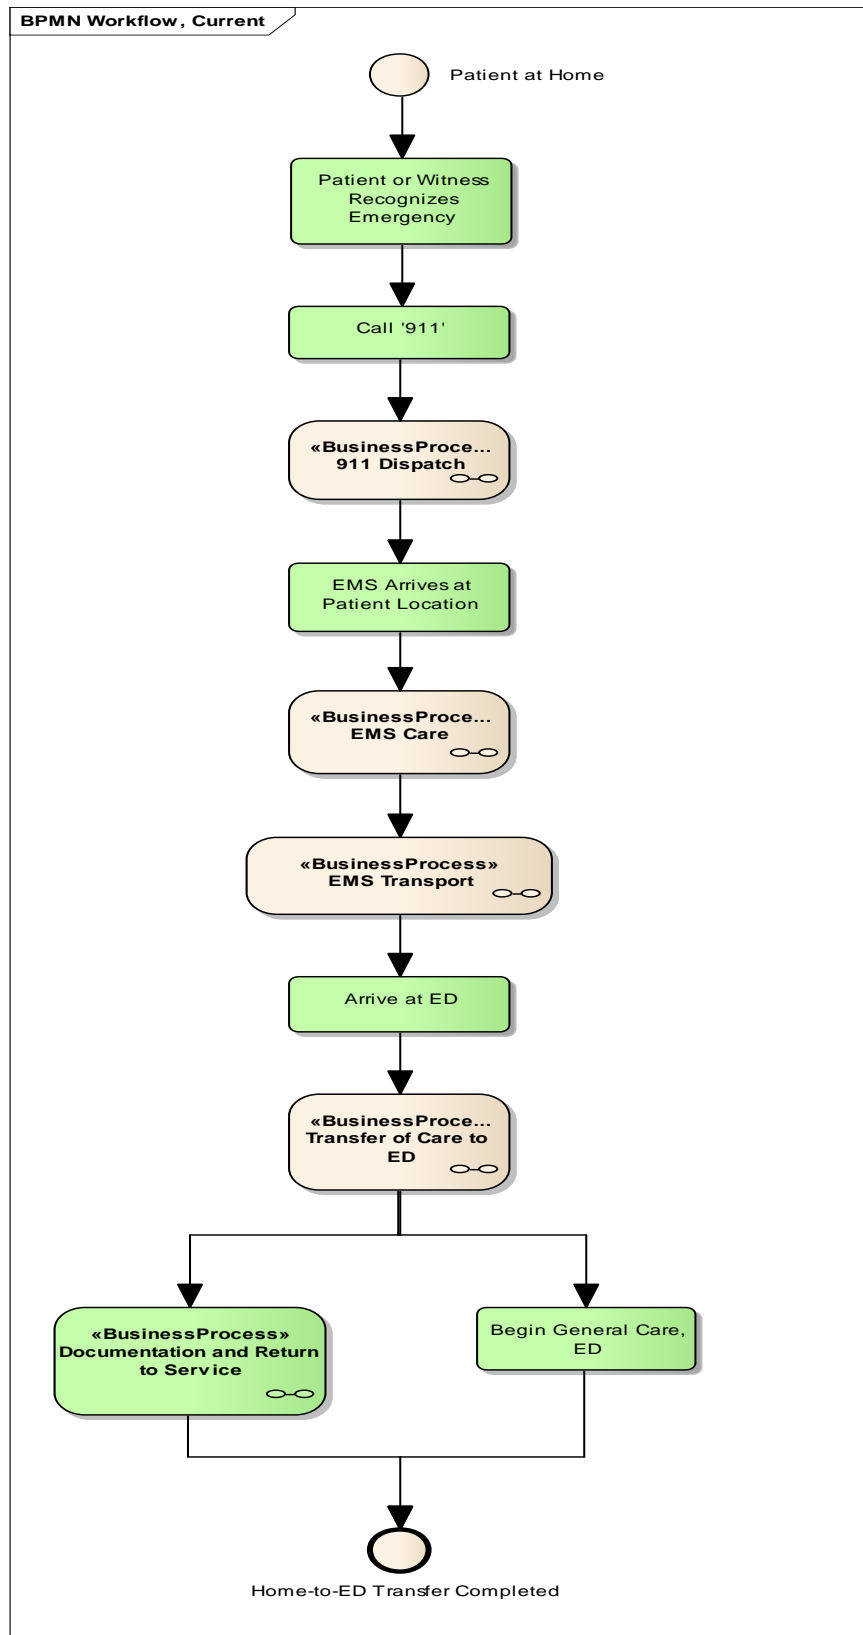 BPMN Workflow, Current
Patient at Home
Patient or Witness
Recognizes
Emergency
Call '911'
«BusinessProce...
911 Dispatch
EMS Arrives at
Patient Location
«BusinessProce...
EMS Care
«BusinessProcess»
EMS Transport
Arrive at ED
«BusinessProce...
Transfer of Care to
ED
«BusinessProcess»
Documentation and Return
to Service
Begin General Care,
ED
Home-to-ED Transfer Completed